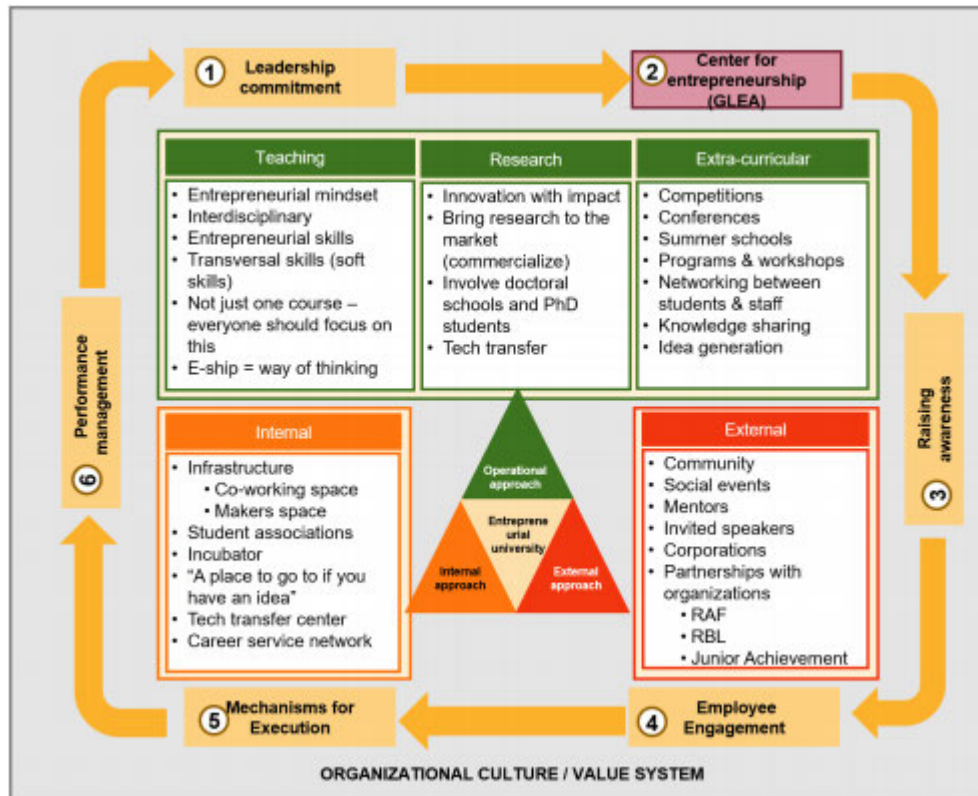 1
Leadership
commitment
2
Center for
entrepreneurship
(GLEA)
Teaching
• Entrepreneurial mindset
• Interdisciplinary
• Entrepreneurial skills
• Transversal skills (soft
skills)
• Not just one course –
everyone should focus on
this
• E-ship = way of thinking
Research
• Innovation with impact
• Bring research to the
market
(commercialize)
• Involve doctoral
schools and PhD
students
• Tech transfer
Extra-curricular
• Competitions
• Conferences
• Summer schools
• Programs & workshops
• Networking between
students & staff
• Knowledge sharing
• Idea generation
Raising
awareness
3
Performance
management
6
Internal
• Infrastructure
• Co-working space
• Makers space
• Student associations
• Incubator
• "A place to go to if you
have an idea"
• Tech transfer center
• Career service network
Operational
approach
Entreprene
urial
university
Internal
approach
External
approach
External
• Community
• Social events
• Mentors
• Invited speakers
• Corporations
• Partnerships with
organizations
• RAF
• RBL
• Junior Achievement
5
Mechanisms for
Execution
4
Employee
Engagement
ORGANIZATIONAL CULTURE / VALUE SYSTEM